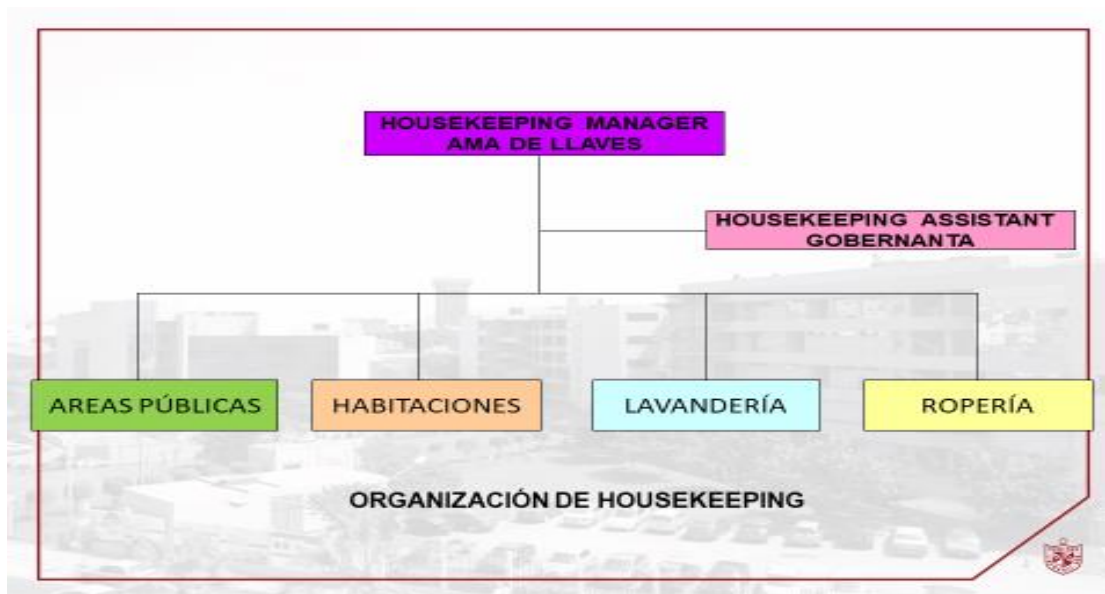 HOUSEKEEPING MANAGER
AMA DE LLAVES
HOUSEKEEPING ASSISTANT
GOBERNANTA
AREAS PÚBLICAS
HABITACIONES
LAVANDERÍA
ROPERÍA
ORGANIZACIÓN DE HOUSEKEEPING